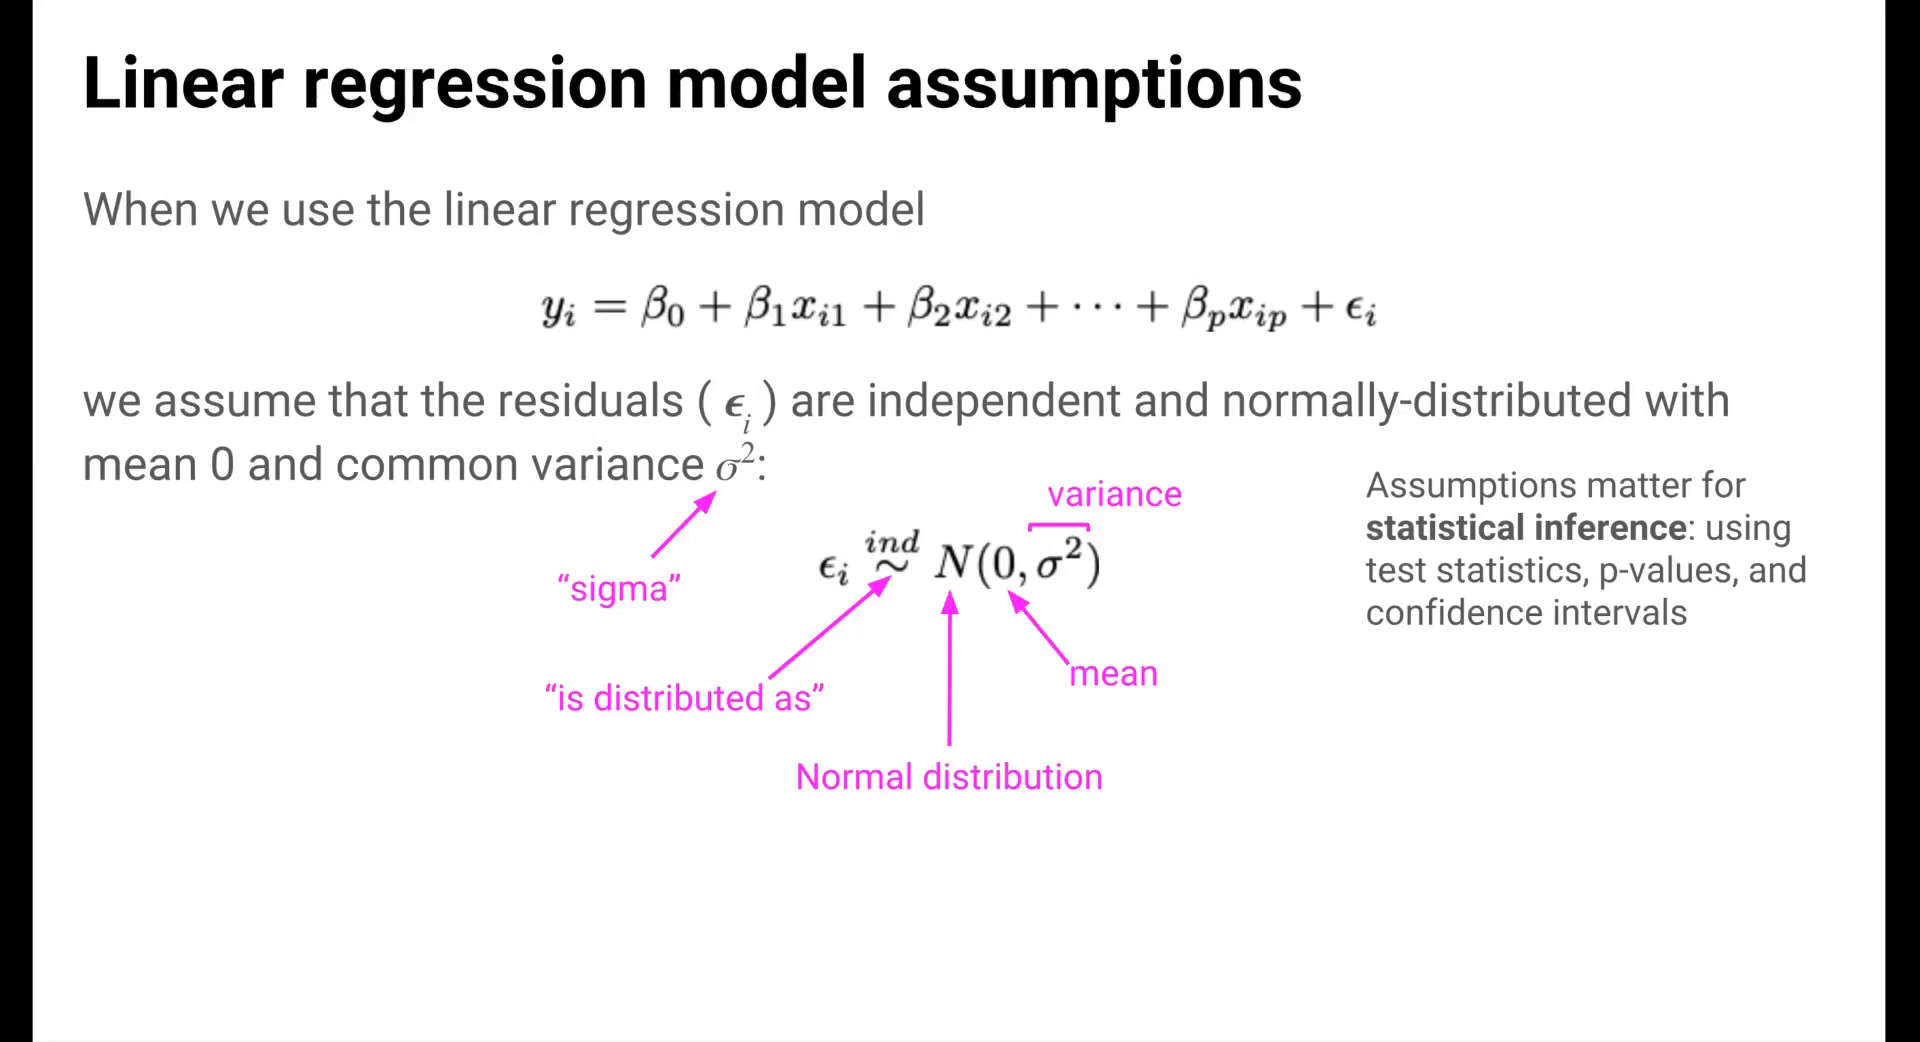 Linear regression model assumptions
When we use the linear regression model
yᵢ = β₀ + β₁xᵢ₁ + β₂xᵢ₂ + ⋯ + βₚxᵢₚ + ϵᵢ
we assume that the residuals ( ϵᵢ ) are independent and normally-distributed with
mean 0 and common variance σ²:
variance
ϵᵢ ind ~ N(0, σ²)
“sigma”
“is distributed as”
mean
Normal distribution
Assumptions matter for
statistical inference: using
test statistics, p-values, and
confidence intervals